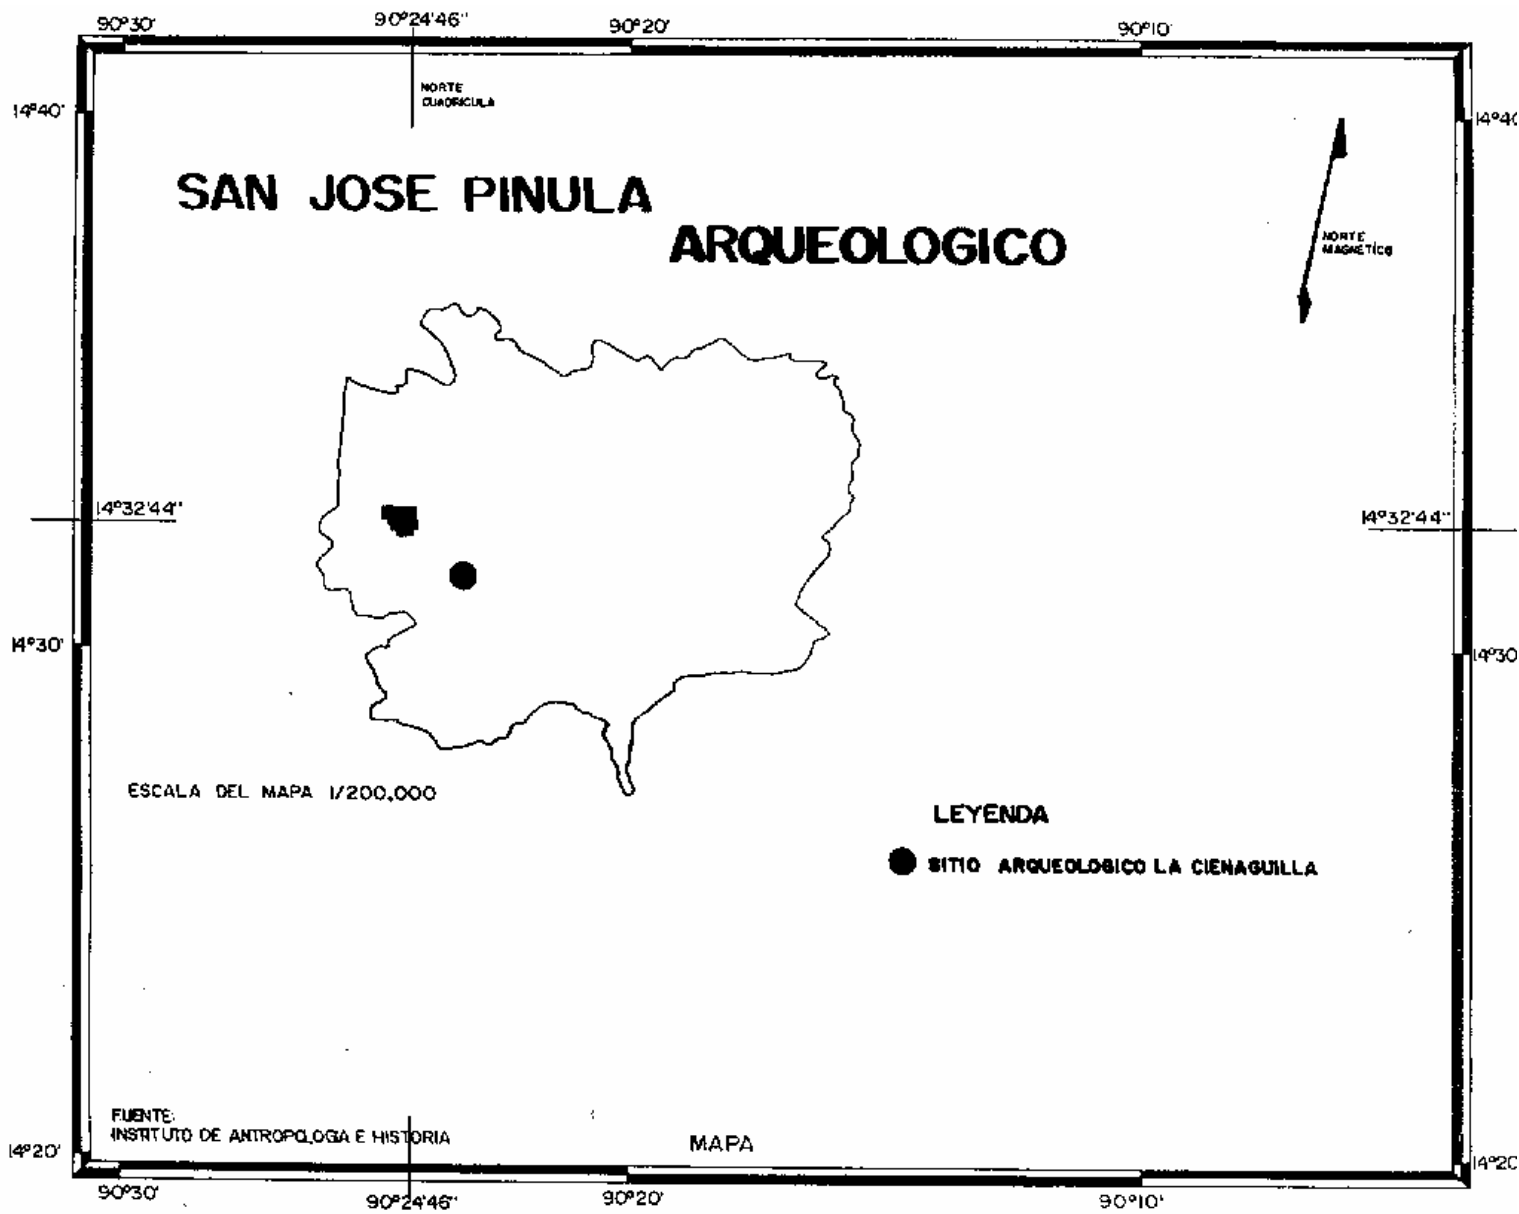 90°30'
90°24'46"
90°20'
90°10'
NORTE
CUADRICULA
14°40'
14°40'
SAN JOSE PINULA
ARQUEOLOGICO
NORTE
MAGNETICO
14°32'44"
14°32'44"
14°30'
14°30'
ESCALA DEL MAPA 1/200,000
LEYENDA
SITIO ARQUEOLOGICO LA CIENAGUILLA
FUENTE:
INSTITUTO DE ANTROPOLOGIA E HISTORIA
MAPA
14°20'
14°20'
90°30'
90°24'46"
90°20'
90°10'